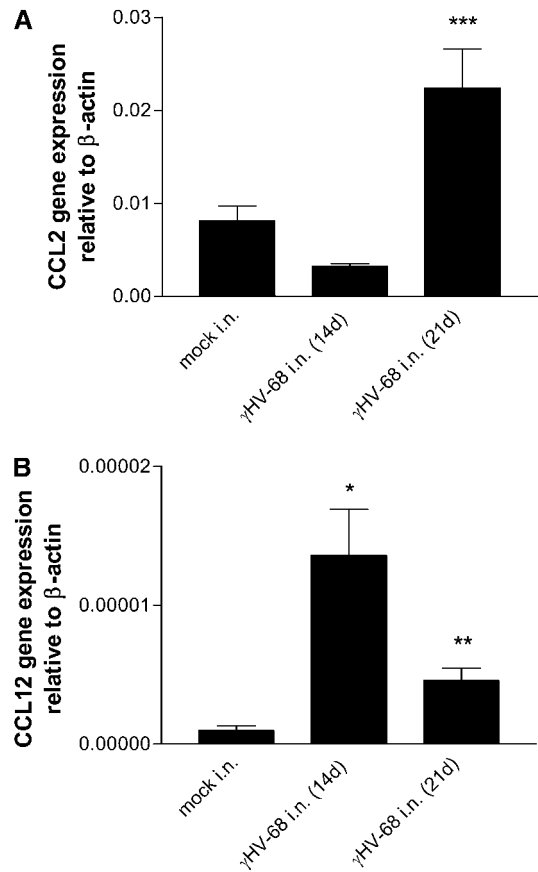 A
CCL2 gene expression
relative to β-actin
0.03
0.02
0.01
0.00
***
mock i.n.
γHV-68 i.n. (14d)
γHV-68 i.n. (21d)
B
CCL12 gene expression
relative to β-actin
0.00002
0.00001
0.00000
*
**
mock i.n.
γHV-68 i.n. (14d)
γHV-68 i.n. (21d)